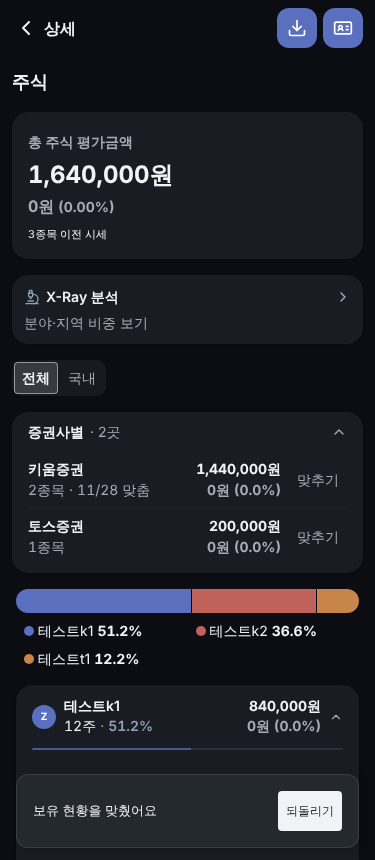 상세
주식
총 주식 평가금액
1,640,000원
0원 (0.00%)
3종목 이전 시세
X-Ray 분석
분야·지역 비중 보기
전체 국내
증권사별 · 2곳
키움증권 1,440,000원 맞추기
2종목 · 11/28 맞춤 0원 (0.0%)
토스증권 200,000원 맞추기
1종목 0원 (0.0%)
테스트k1 51.2% 테스트k2 36.6%
테스트t1 12.2%
Z 테스트k1 840,000원
12주 · 51.2% 0원 (0.0%)
보유 현황을 맞췄어요 되돌리기